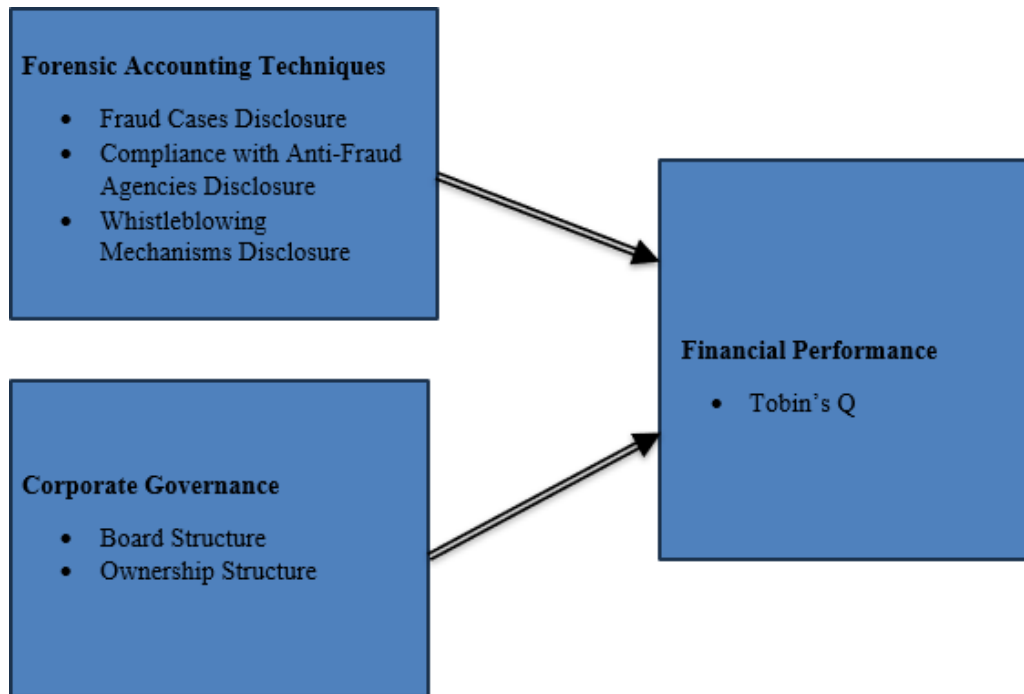 Forensic Accounting Techniques
• Fraud Cases Disclosure
• Compliance with Anti-Fraud
Agencies Disclosure
• Whistleblowing
Mechanisms Disclosure
Financial Performance
• Tobin’s Q
Corporate Governance
• Board Structure
• Ownership Structure